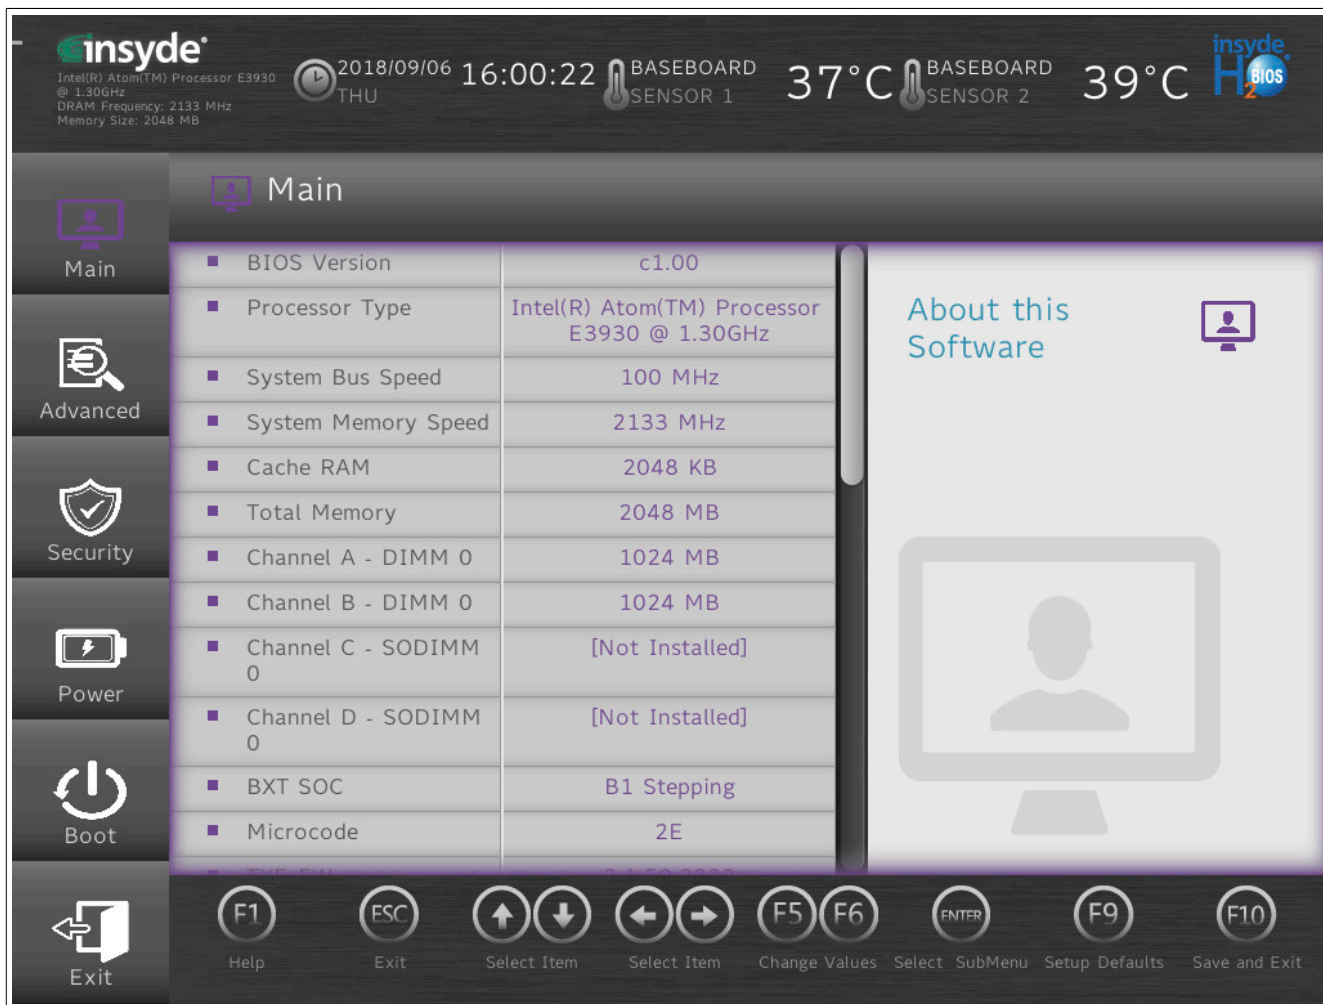 insyde
Intel(R) Atom(TM) Processor E3930
@ 1.30GHz
DRAM Frequency: 2133 MHz
Memory Size: 2048 MB
2018/09/06
THU
16:00:22
BASEBOARD
SENSOR 1
37°C
BASEBOARD
SENSOR 2
39°C
insyde
H2
BIOS
Main
Advanced
Security
Power
Boot
Exit
Main
BIOS Version c1.00
Processor Type Intel(R) Atom(TM) Processor
E3930 @ 1.30GHz
System Bus Speed 100 MHz
System Memory Speed 2133 MHz
Cache RAM 2048 KB
Total Memory 2048 MB
Channel A - DIMM 0 1024 MB
Channel B - DIMM 0 1024 MB
Channel C - SODIMM [Not Installed]
0
Channel D - SODIMM [Not Installed]
0
BXT SOC B1 Stepping
Microcode 2E
About this
Software
F1
Help
ESC
Exit
Select Item
Select Item
F5 F6
Change Values
ENTER
Select SubMenu
F9
Setup Defaults
F10
Save and Exit